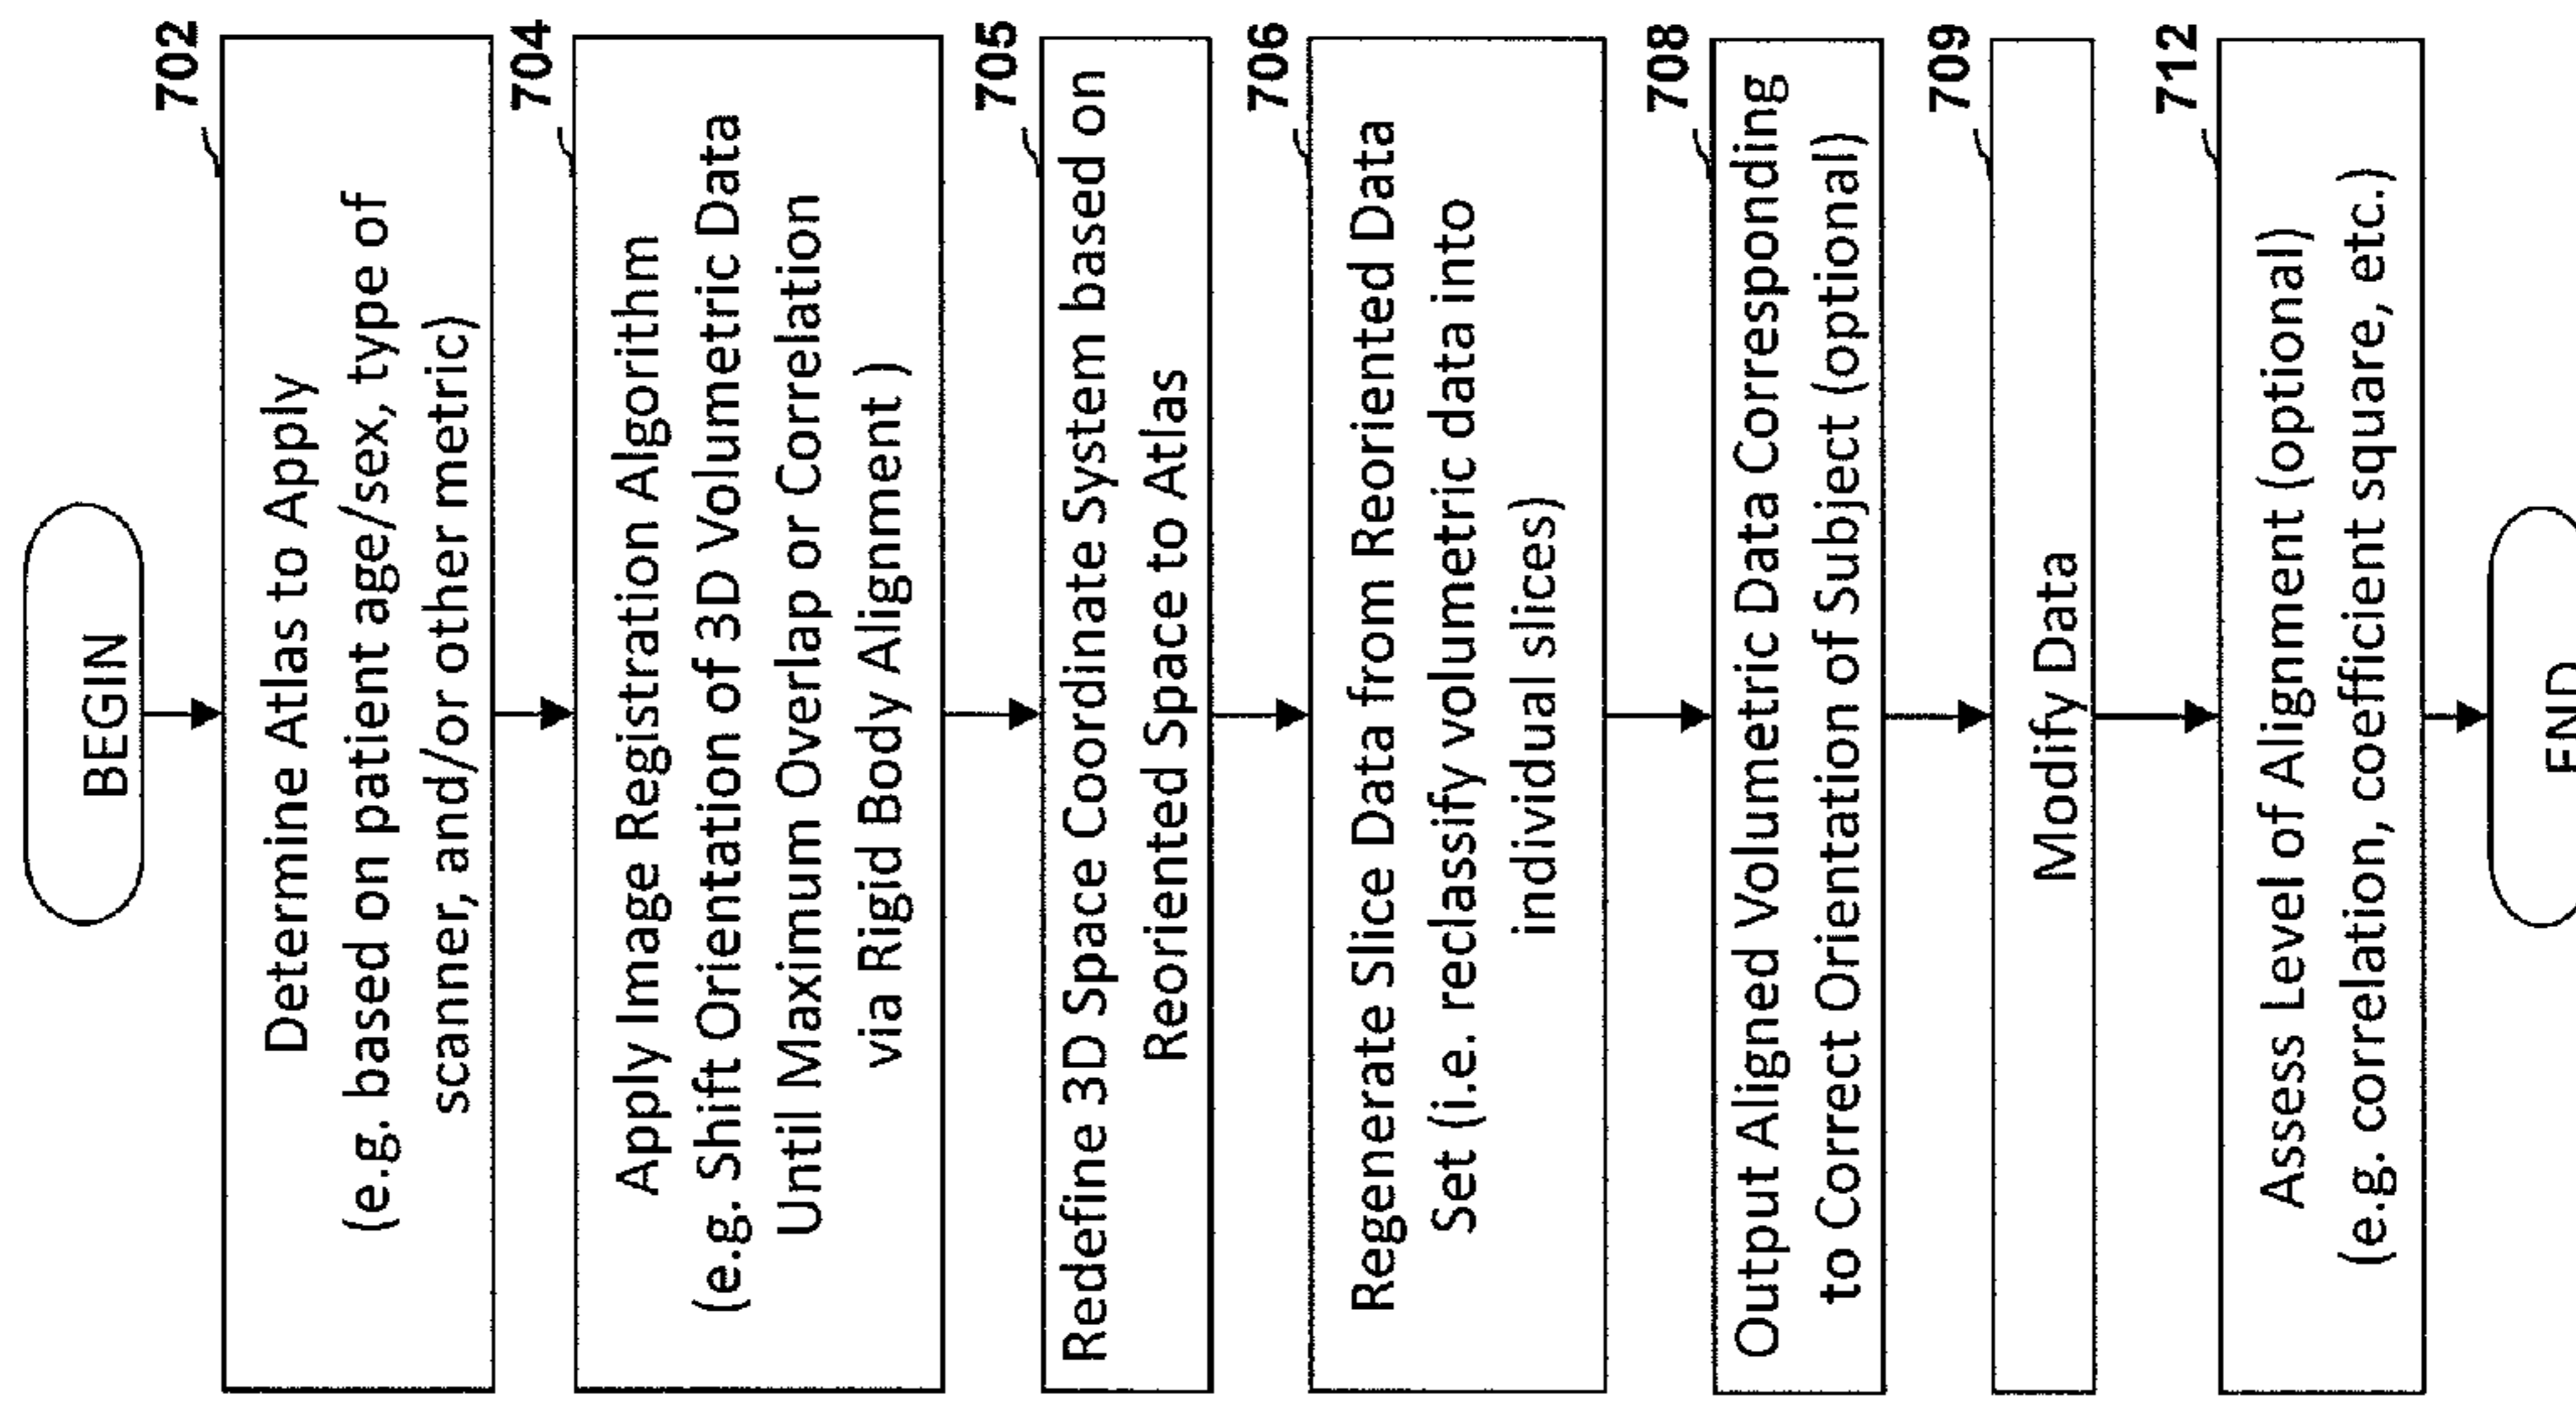 BEGIN
702
Determine Atlas to Apply
(e.g. based on patient age/sex, type of
scanner, and/or other metric)
704
Apply Image Registration Algorithm
(e.g. Shift Orientation of 3D Volumetric Data
Until Maximum Overlap or Correlation
via Rigid Body Alignment )
705
Redefine 3D Space Coordinate System based on
Reoriented Space to Atlas
706
Regenerate Slice Data from Reoriented Data
Set (i.e. reclassify volumetric data into
individual slices)
708
Output Aligned Volumetric Data Corresponding
to Correct Orientation of Subject (optional)
709
Modify Data
712
Assess Level of Alignment (optional)
(e.g. correlation, coefficient square, etc.)
END